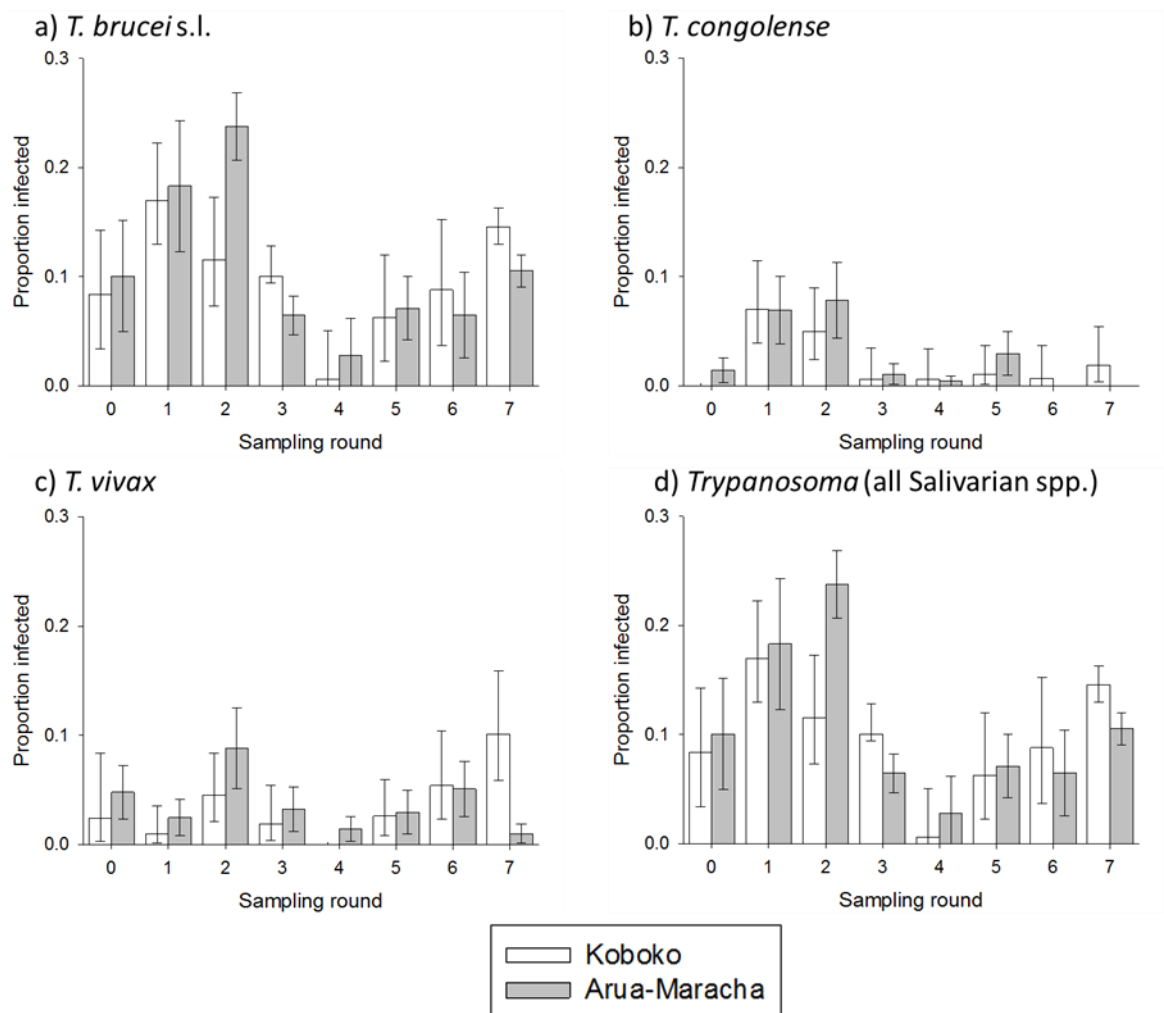 a) T. brucei s.l.
0.3
0.2
0.1
0.0
Proportion infected
0 1 2 3 4 5 6 7
Sampling round
b) T. congolense
0.3
0.2
0.1
0.0
Proportion infected
0 1 2 3 4 5 6 7
Sampling round
c) T. vivax
0.3
0.2
0.1
0.0
Proportion infected
0 1 2 3 4 5 6 7
Sampling round
d) Trypanosoma (all Salivarian spp.)
0.3
0.2
0.1
0.0
Proportion infected
0 1 2 3 4 5 6 7
Sampling round
Koboko
Arua-Maracha